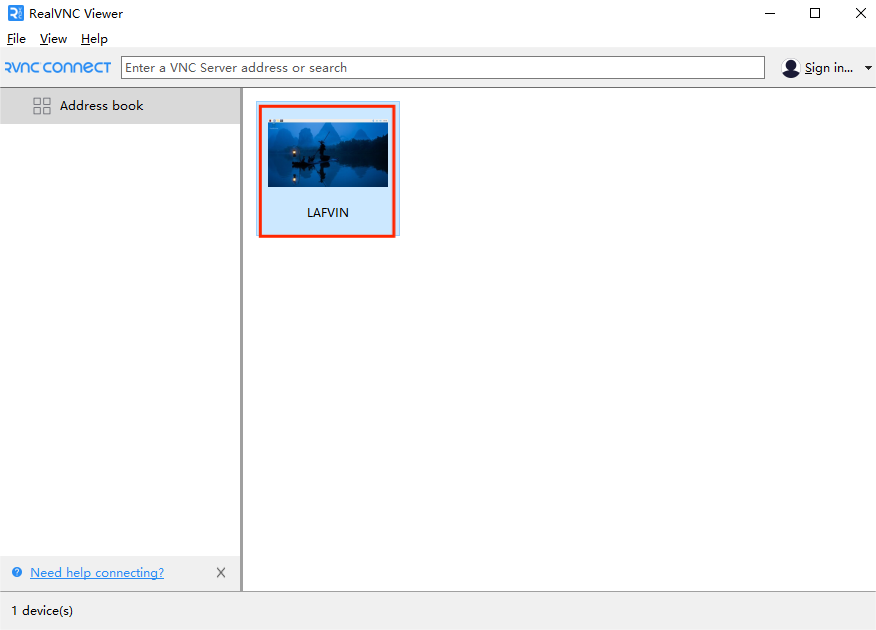 RealVNC Viewer
File View Help
RVNC CONNECT
Enter a VNC Server address or search
Sign in...
Address book
LAFVIN
Need help connecting?
1 device(s)